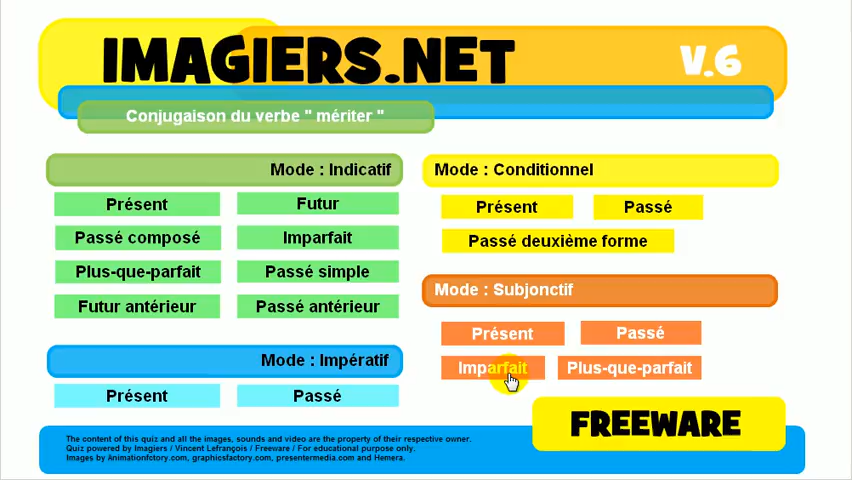 IMAGIERS.NET
V.6
Conjugaison du verbe " mériter "
Mode : Indicatif
Présent
Futur
Passé composé
Imparfait
Plus-que-parfait
Passé simple
Futur antérieur
Passé antérieur
Mode : Impératif
Présent
Passé
Mode : Conditionnel
Présent
Passé
Passé deuxième forme
Mode : Subjonctif
Présent
Passé
Imparfait
Plus-que-parfait
FREEWARE
The content of this quiz and all the images, sounds and video are the property of their respective owner.
Quiz powered by Imagiers / Vincent Lefrançois / Freeware / For educational purpose only.
Images by Animationfctory.com, graphicsfactory.com, presentermedia.com and Hemera.